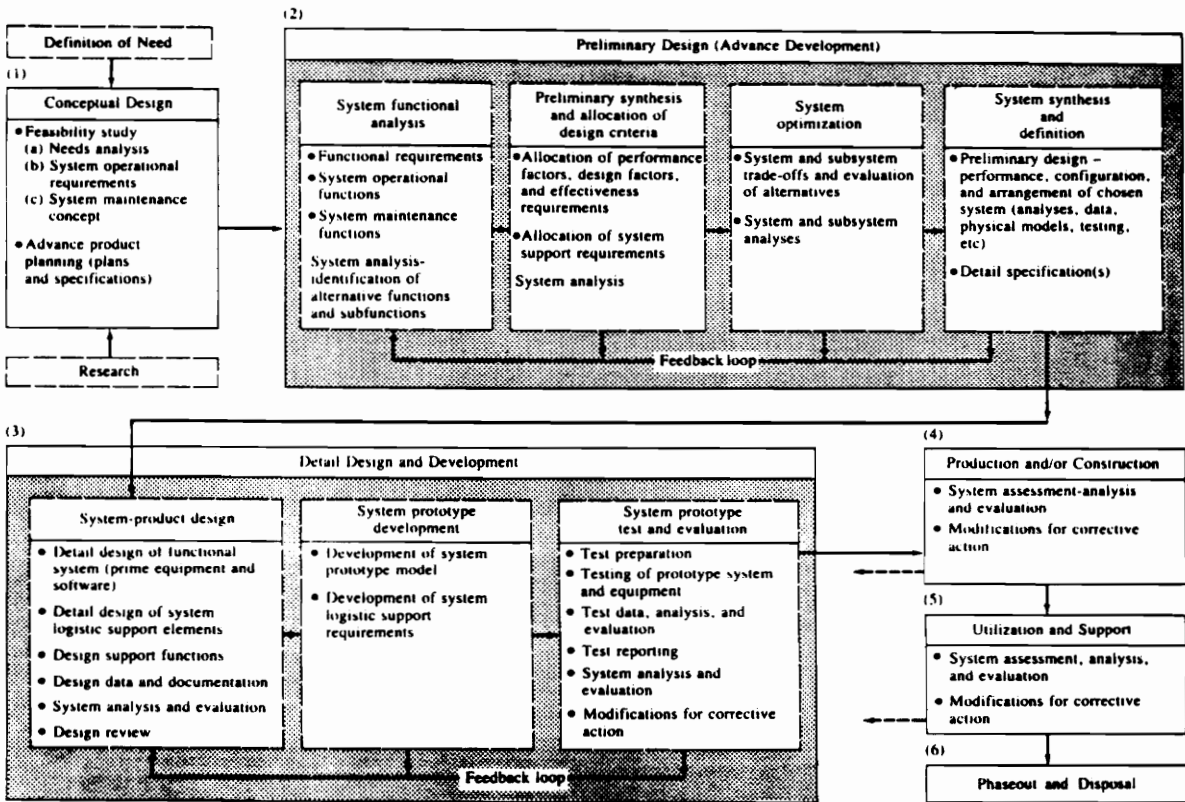 Definition of Need
(1)
Conceptual Design
• Feasibility study
(a) Needs analysis
(b) System operational
requirements
(c) System maintenance
concept
• Advance product
planning (plans
and specifications)
Research
(2)
Preliminary Design (Advance Development)
System functional
analysis
• Functional requirements
• System operational
functions
• System maintenance
functions
System analysis-
identification of
alternative functions
and subfunctions
Preliminary synthesis
and allocation of
design criteria
• Allocation of performance
factors, design factors,
and effectiveness
requirements
• Allocation of system
support requirements
System analysis
System
optimization
• System and subsystem
trade-offs and evaluation
of alternatives
• System and subsystem
analyses
System synthesis
and
definition
• Preliminary design –
performance, configuration,
and arrangement of chosen
system (analyses, data,
physical models, testing,
etc)
• Detail specification(s)
Feedback loop
(3)
Detail Design and Development
System-product design
• Detail design of functional
system (prime equipment and
software)
• Detail design of system
logistic support elements
• Design support functions
• Design data and documentation
• System analysis and evaluation
• Design review
System prototype
development
• Development of system
prototype model
• Development of system
logistic support
requirements
System prototype
test and evaluation
• Test preparation
• Testing of prototype system
and equipment
• Test data, analysis, and
evaluation
• Test reporting
• System analysis and
evaluation
• Modifications for corrective
action
Feedback loop
(4)
Production and/or Construction
• System assessment-analysis
and evaluation
• Modifications for corrective
action
(5)
Utilization and Support
• System assessment, analysis,
and evaluation
• Modifications for corrective
action
(6)
Phaseout and Disposal